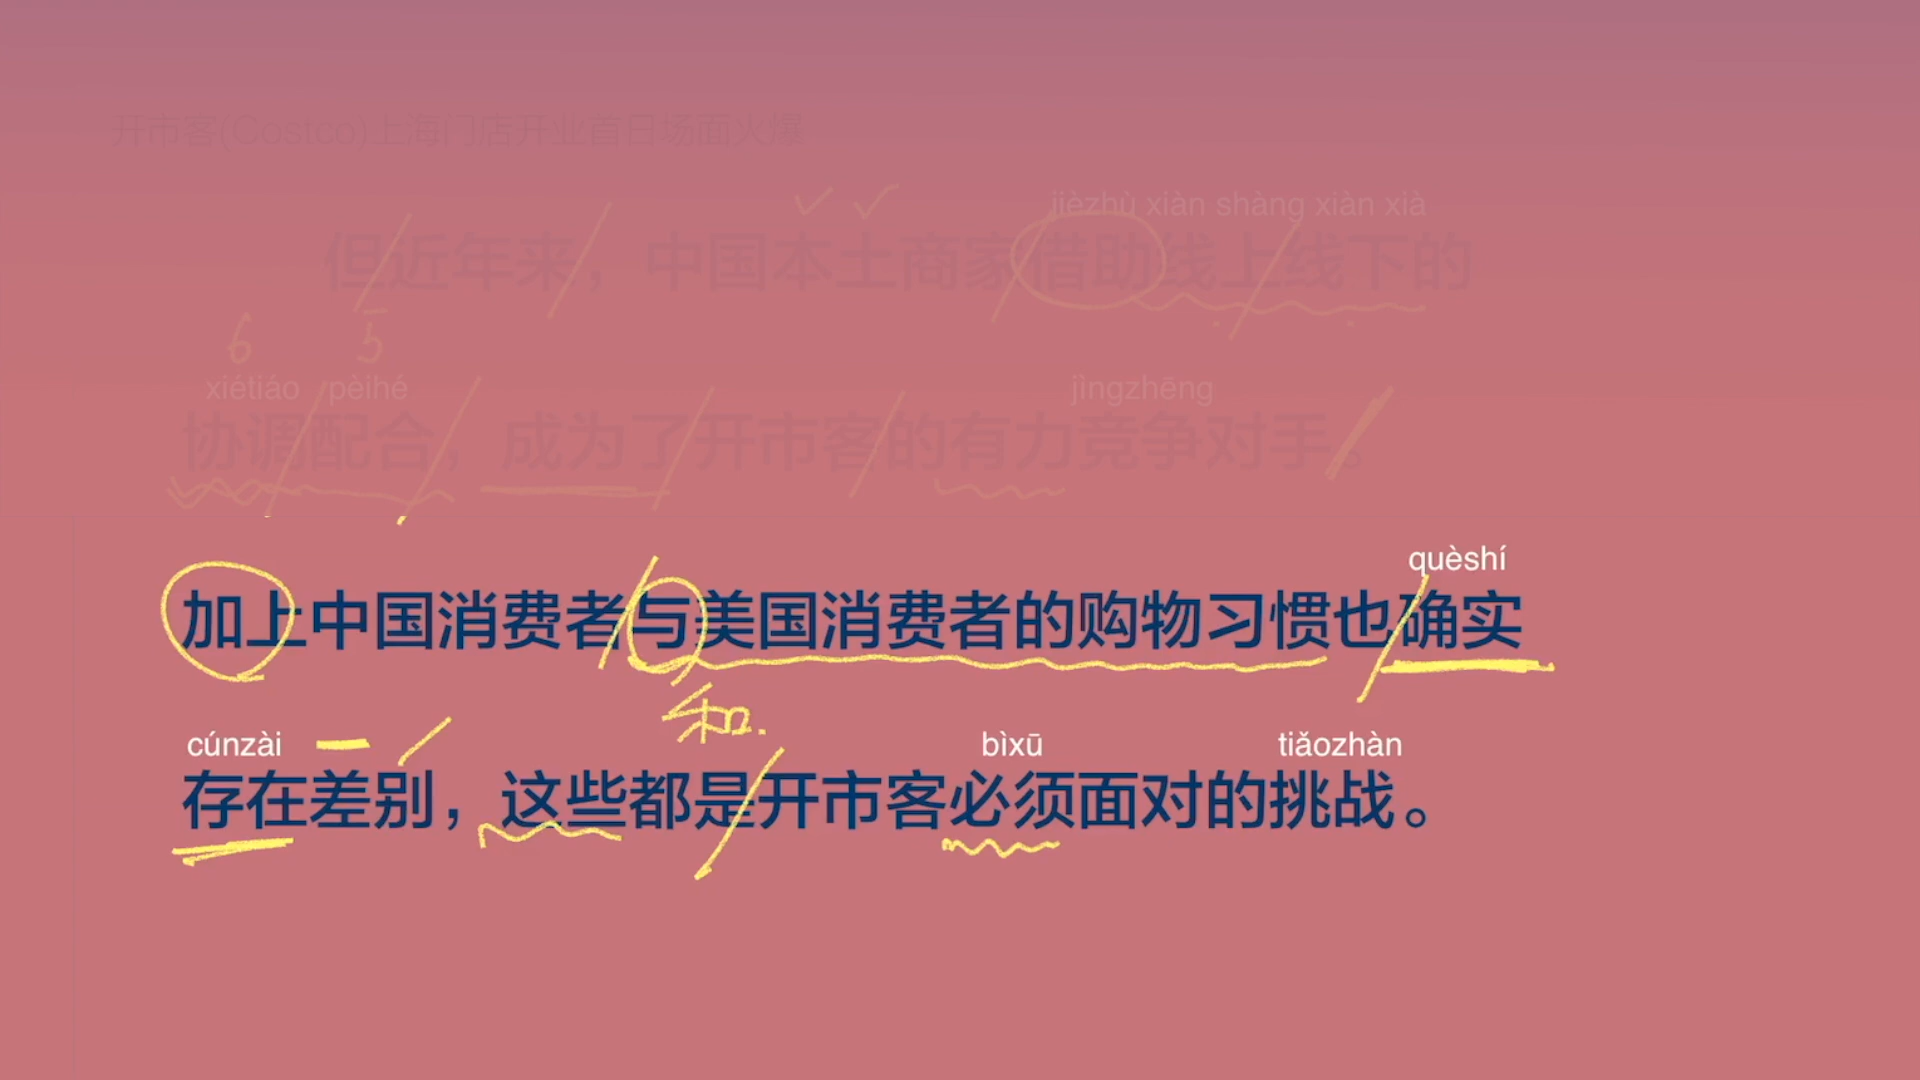 开市客(Costco)上海门店开业首日场面火爆
jièzhù xiàn shàng xiàn xià
但近年来，中国本土商家借助线上线下的
6 5
xiétiáo pèihé jìngzhēng
协调配合，成为了开市客的有力竞争对手。
quèshí
加上中国消费者与美国消费者的购物习惯也确实
和.
cúnzài bìxū tiǎozhàn
存在差别，这些都是开市客必须面对的挑战。